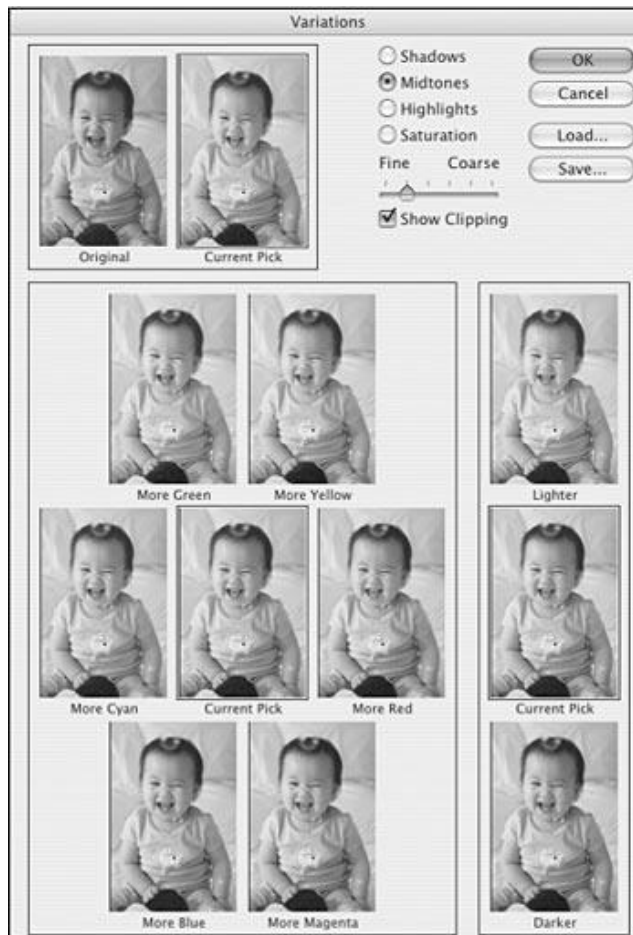 Variations
Original
Current Pick
Shadows
Midtones
Highlights
Saturation
Fine Coarse
Show Clipping
OK
Cancel
Load...
Save...
More Green More Yellow
More Cyan Current Pick More Red
More Blue More Magenta
Lighter
Current Pick
Darker